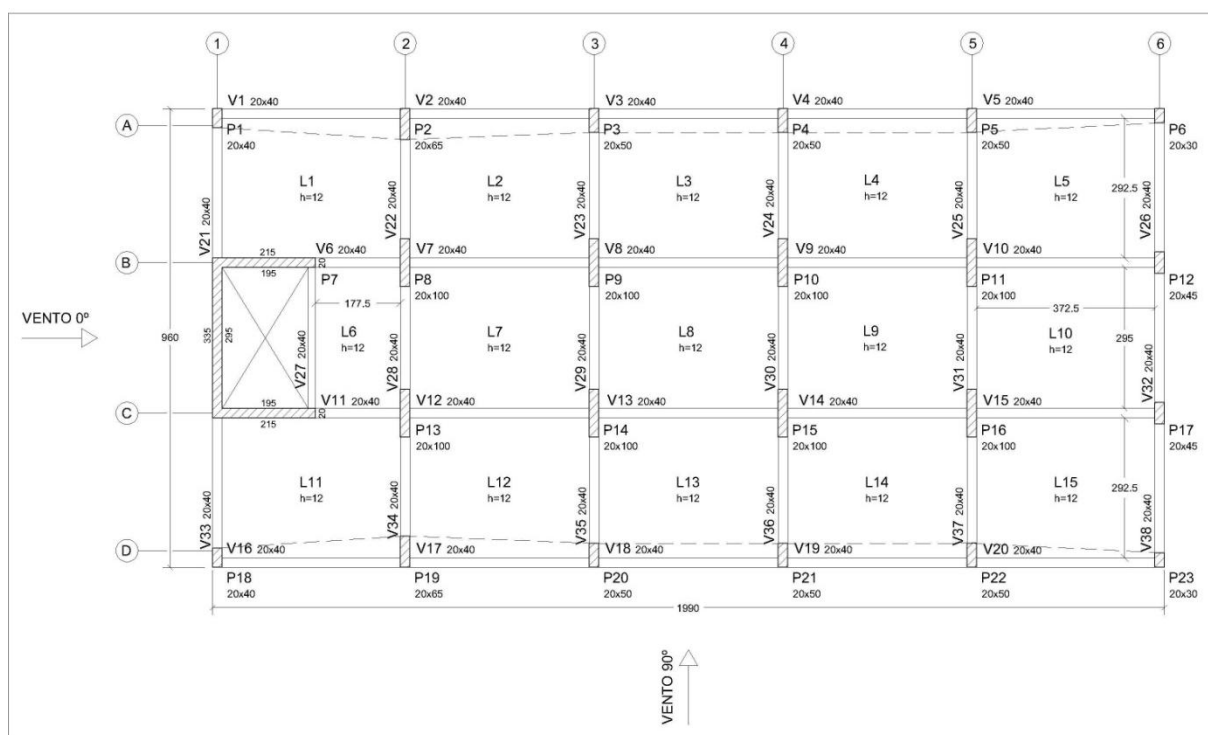 1 2 3 4 5 6
V1 20x40 V2 20x40 V3 20x40 V4 20x40 V5 20x40
A
P1 P2 P3 P4 P5 P6
20x40 20x65 20x50 20x50 20x50 20x30
L1 L2 L3 L4 L5
h=12 h=12 h=12 h=12 h=12
292.5
V21 20x40
V22 20x40
V23 20x40
V24 20x40
V25 20x40
V26 20x40
215 V6 20x40 V7 20x40 V8 20x40 V9 20x40 V10 20x40
B
195 20 P7 P8 P9 P10 P11 P12
20x100 20x100 20x100 20x100 20x45
177.5 372.5
VENTO 0º
960 335 295
L6 L7 L8 L9 L10
h=12 h=12 h=12 h=12 h=12
295
V27 20x40
V28 20x40
V29 20x40
V30 20x40
V31 20x40
V32 20x40
195 V11 20x40 V12 20x40 V13 20x40 V14 20x40 V15 20x40
C
215 20
P13 P14 P15 P16 P17
20x100 20x100 20x100 20x100 20x45
L11 L12 L13 L14 L15
h=12 h=12 h=12 h=12 h=12
292.5
V33 20x40
V34 20x40
V35 20x40
V36 20x40
V37 20x40
V38 20x40
V16 20x40 V17 20x40 V18 20x40 V19 20x40 V20 20x40
D
P18 P19 P20 P21 P22 P23
20x40 20x65 20x50 20x50 20x50 20x30
1990
VENTO 90º